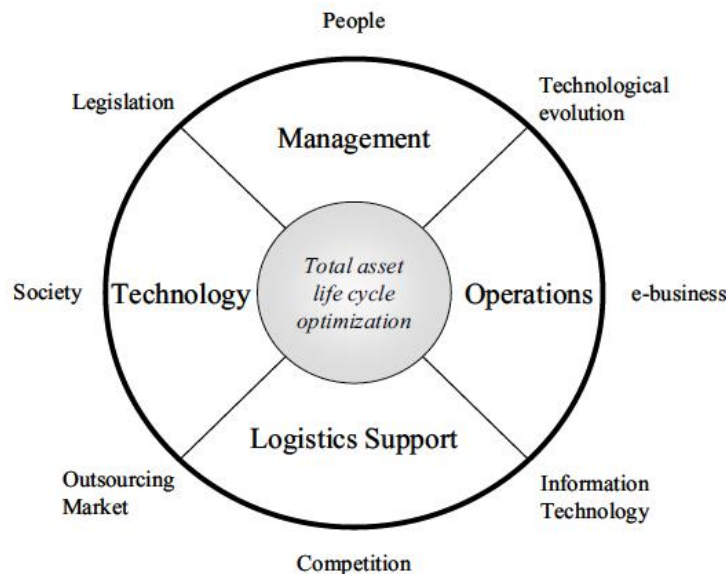 People
Legislation
Technological
evolution
Management
Society
Technology
Total asset
life cycle
optimization
Operations
e-business
Logistics Support
Outsourcing
Market
Information
Technology
Competition